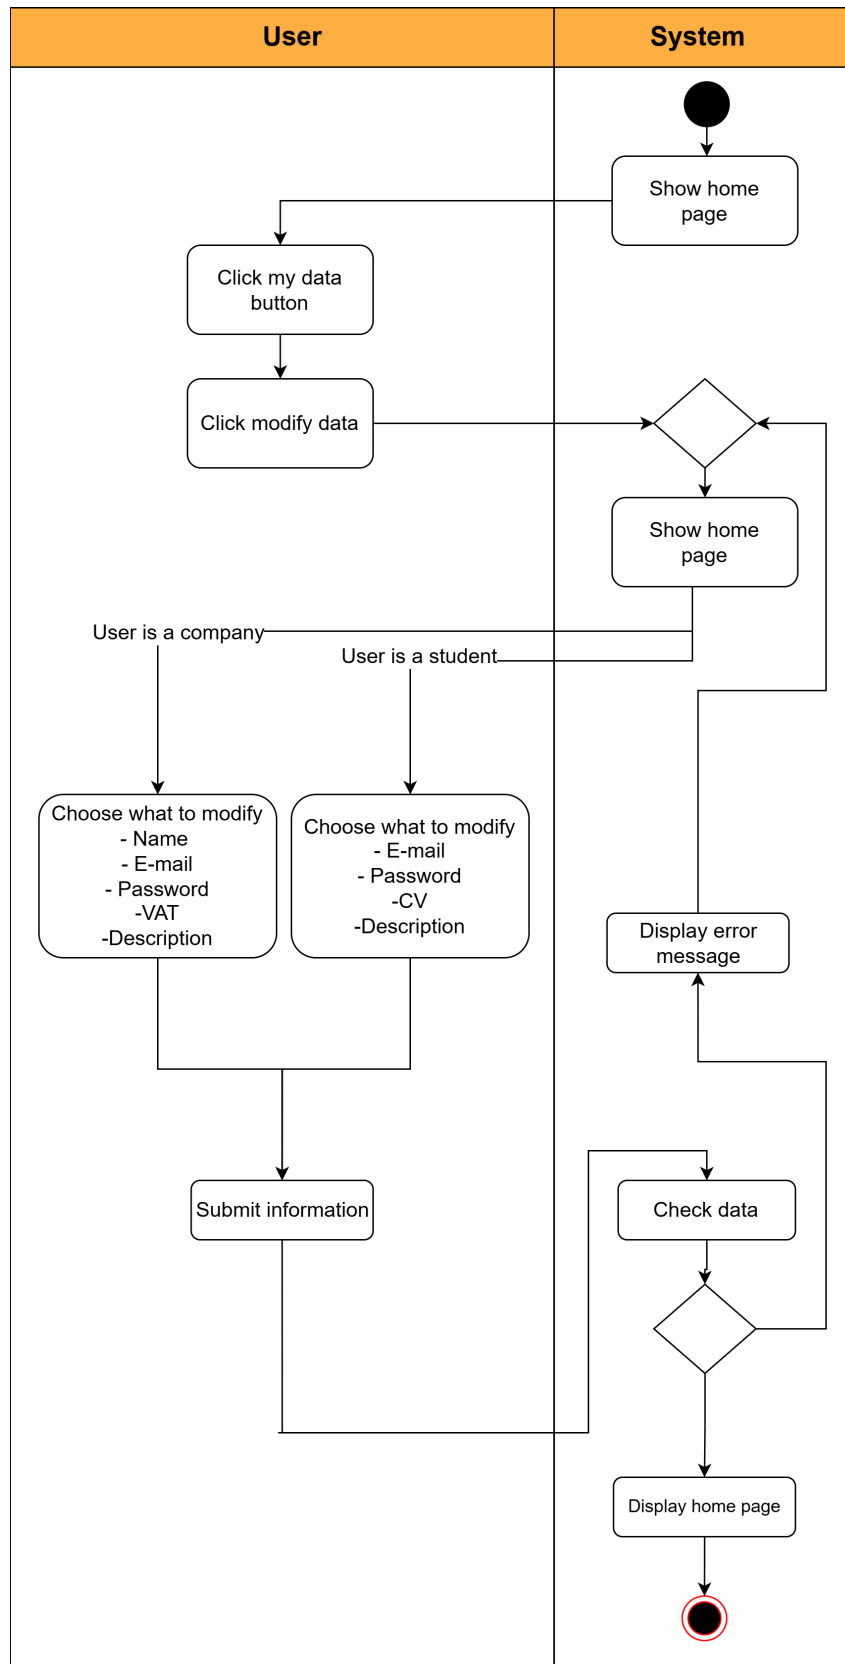 User
System
Show home
page
Click my data
button
Click modify data
Show home
page
User is a company
User is a student
Choose what to modify
- Name
- E-mail
- Password
-VAT
-Description
Choose what to modify
- E-mail
- Password
-CV
-Description
Display error
message
Submit information
Check data
Display home page